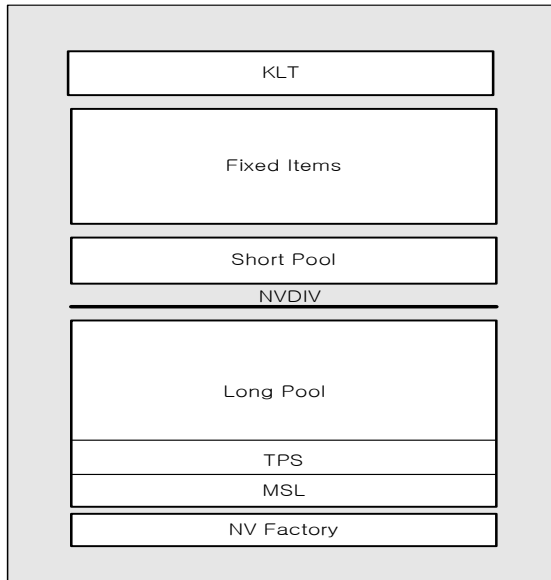 KLT
Fixed Items
Short Pool
NVDIV
Long Pool
TPS
MSL
NV Factory